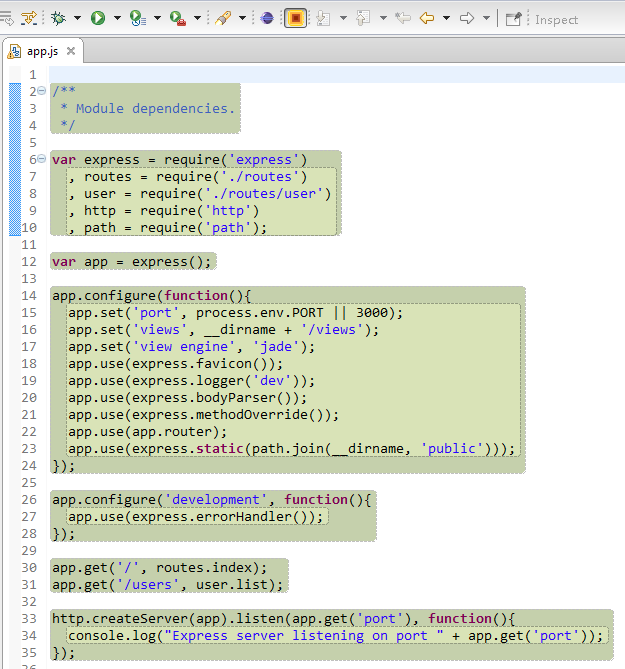 Inspect
app.js
1
2 /**
3  * Module dependencies.
4  */
5
6 var express = require('express')
7   , routes = require('./routes')
8   , user = require('./routes/user')
9   , http = require('http')
10   , path = require('path');
11
12 var app = express();
13
14 app.configure(function(){
15   app.set('port', process.env.PORT || 3000);
16   app.set('views', __dirname + '/views');
17   app.set('view engine', 'jade');
18   app.use(express.favicon());
19   app.use(express.logger('dev'));
20   app.use(express.bodyParser());
21   app.use(express.methodOverride());
22   app.use(app.router);
23   app.use(express.static(path.join(__dirname, 'public')));
24 });
25
26 app.configure('development', function(){
27   app.use(express.errorHandler());
28 });
29
30 app.get('/', routes.index);
31 app.get('/users', user.list);
32
33 http.createServer(app).listen(app.get('port'), function(){
34   console.log("Express server listening on port " + app.get('port'));
35 });